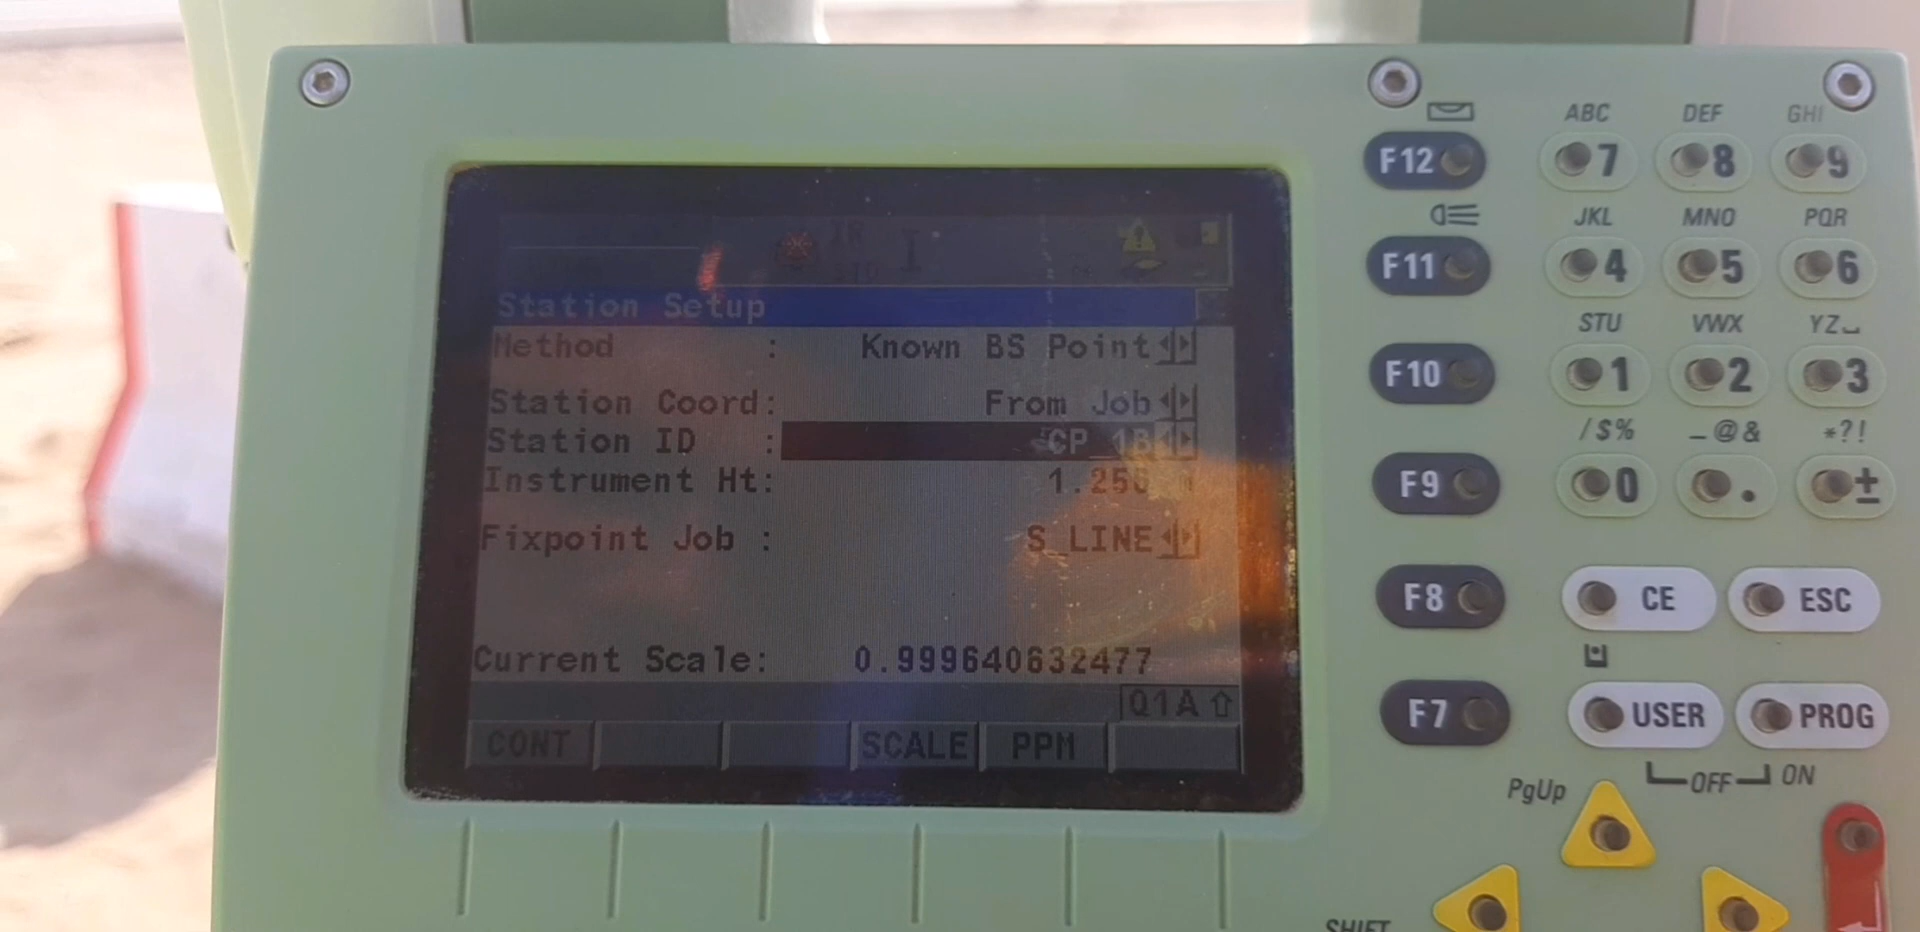 Station Setup
Method : Known BS Point
Station Coord: From Job
Station ID : CP_1B
Instrument Ht: 1.250 m
Fixpoint Job : S_LINE
Current Scale: 0.999640632477
Q1A
CONT SCALE PPM
ABC DEF GHI
F12 7 8 9
JKL MNO PQR
F11 4 5 6
STU VWX YZ
F10 1 2 3
/$% _@& *?!
F9 0 . ±
F8 CE ESC
F7 USER PROG
OFF ON
PgUp
SHIFT